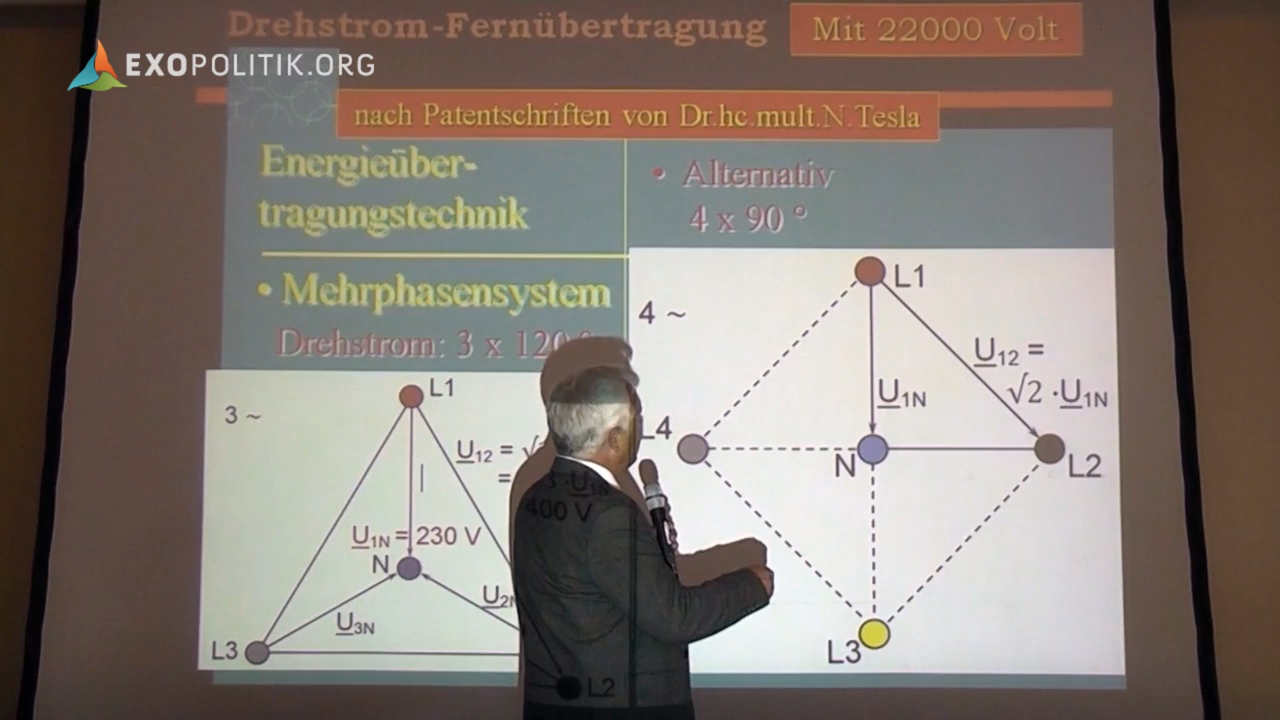 Drehstrom-Fernübertragung
Mit 22000 Volt
EXOPOLITIK.ORG
nach Patentschriften von Dr.hc.mult.N.Tesla
Energieüber-
tragungstechnik
• Mehrphasensystem
Drehstrom: 3 x 120 °
• Alternativ
4 x 90 °
3 ~
L1
U12 = √
= 3 · U1N
400 V
U1N = 230 V
N
U2N
U3N
L3
L2
4 ~
L1
U12 =
√2 · U1N
U1N
L4
N
L2
L3